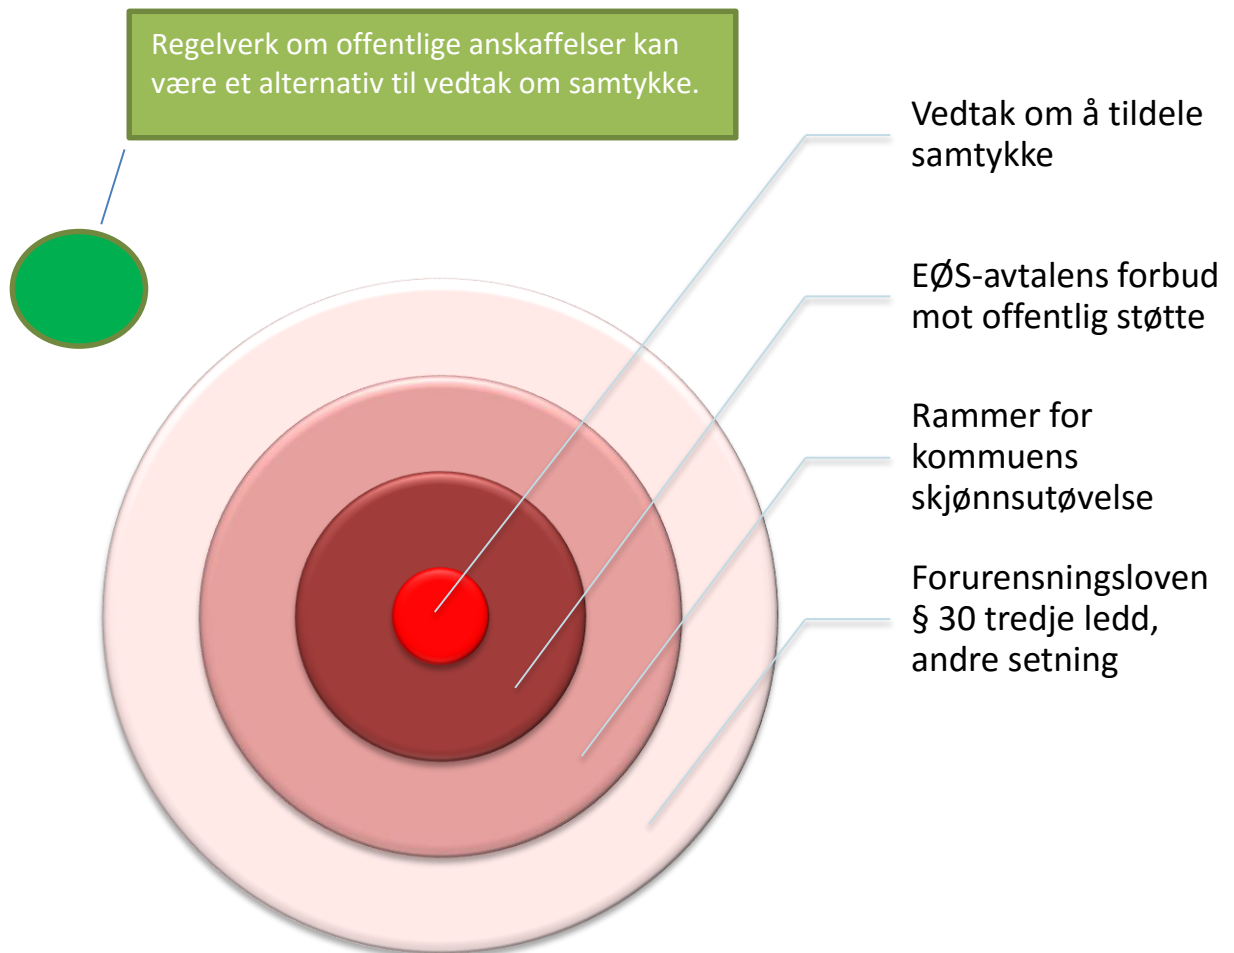 Regelverk om offentlige anskaffelser kan
være et alternativ til vedtak om samtykke.
Vedtak om å tildele
samtykke
EØS-avtalens forbud
mot offentlig støtte
Rammer for
kommuens
skjønnsutøvelse
Forurensningsloven
§ 30 tredje ledd,
andre setning